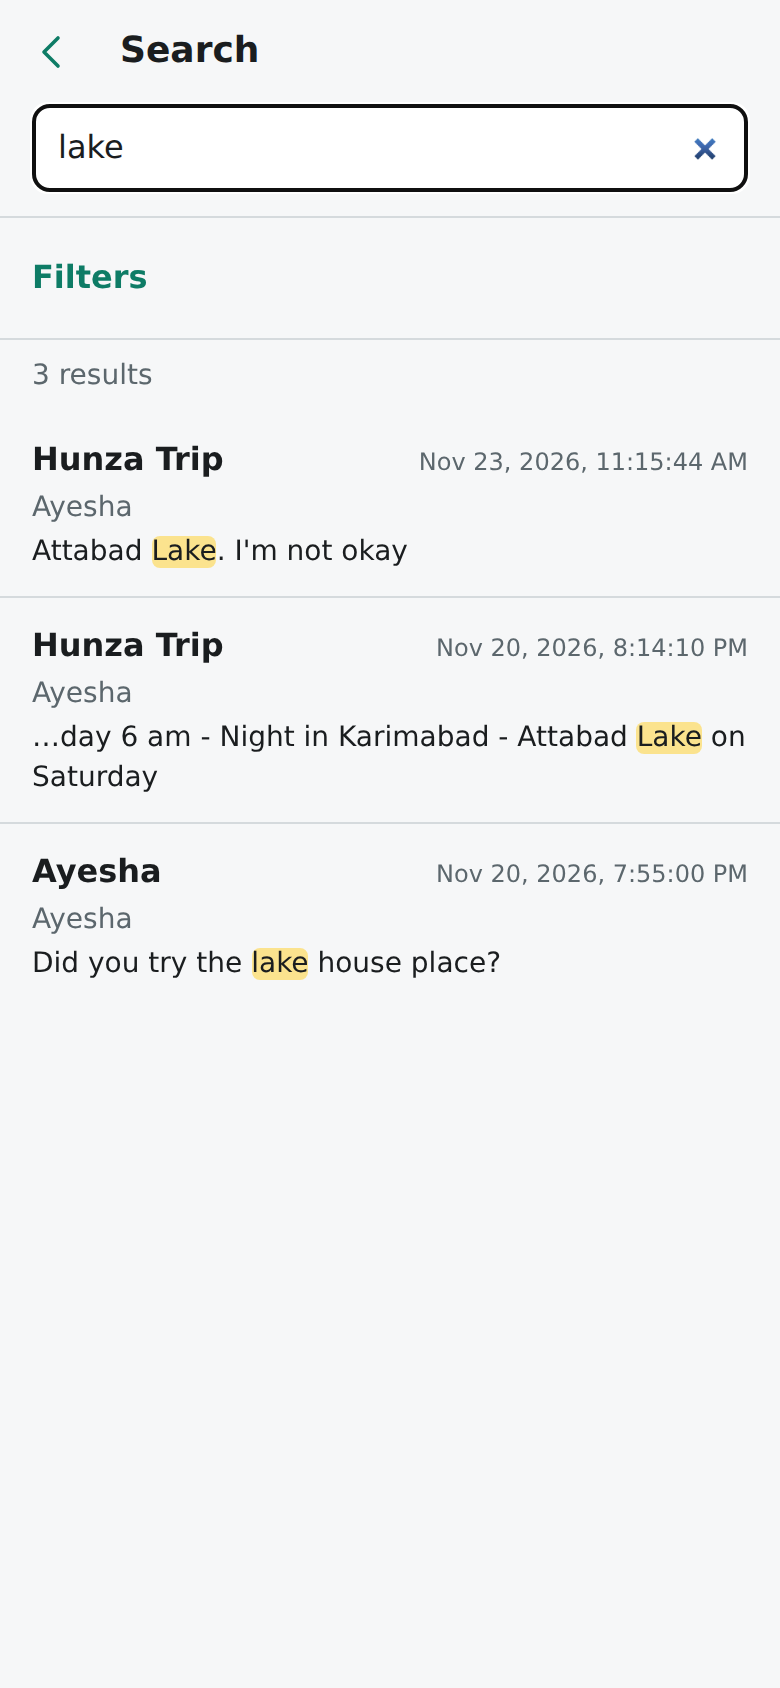 Search
lake
Filters
3 results
Hunza Trip
Nov 23, 2026, 11:15:44 AM
Ayesha
Attabad Lake. I'm not okay
Hunza Trip
Nov 20, 2026, 8:14:10 PM
Ayesha
…day 6 am - Night in Karimabad - Attabad Lake on
Saturday
Ayesha
Nov 20, 2026, 7:55:00 PM
Ayesha
Did you try the lake house place?